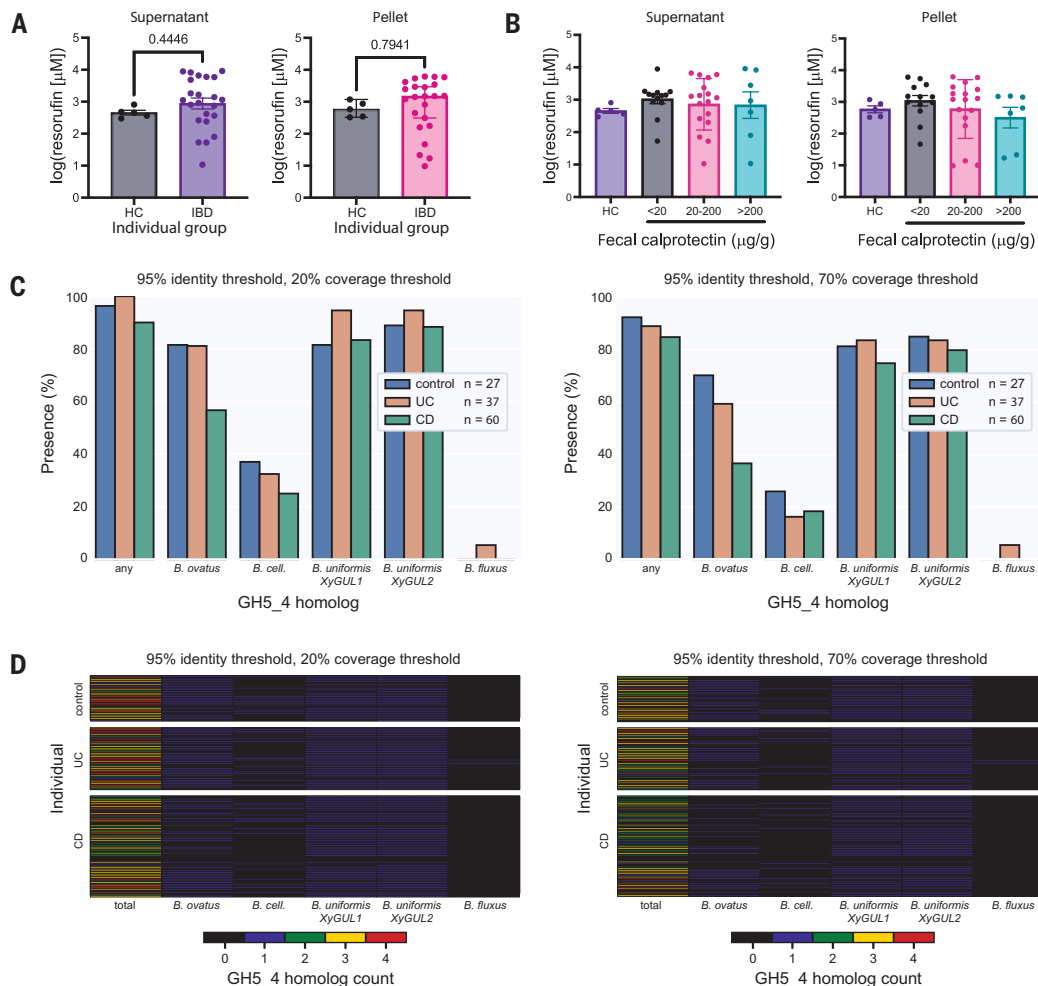 A
Supernatant
0.4446
log(resorufin [μM])
5
4
3
2
1
0
HC
IBD
Individual group
Pellet
0.7941
log(resorufin [μM])
5
4
3
2
1
0
HC
IBD
Individual group
B
Supernatant
log(resorufin [μM])
5
4
3
2
1
0
HC
<20
20-200
>200
Fecal calprotectin (μg/g)
Pellet
log(resorufin [μM])
5
4
3
2
1
0
HC
<20
20-200
>200
Fecal calprotectin (μg/g)
C
95% identity threshold, 20% coverage threshold
Presence (%)
100
80
60
40
20
0
control n = 27
UC n = 37
CD n = 60
any
B. ovatus
B. cell.
B. uniformis
XyGUL1
B. uniformis
XyGUL2
B. fluxus
GH5_4 homolog
95% identity threshold, 70% coverage threshold
Presence (%)
100
80
60
40
20
0
control n = 27
UC n = 37
CD n = 60
any
B. ovatus
B. cell.
B. uniformis
XyGUL1
B. uniformis
XyGUL2
B. fluxus
GH5_4 homolog
D
95% identity threshold, 20% coverage threshold
Individual
control
UC
CD
total
B. ovatus
B. cell.
B. uniformis
XyGUL1
B. uniformis
XyGUL2
B. fluxus
0 1 2 3 4
GH5_4 homolog count
95% identity threshold, 70% coverage threshold
Individual
control
UC
CD
total
B. ovatus
B. cell.
B. uniformis
XyGUL1
B. uniformis
XyGUL2
B. fluxus
0 1 2 3 4
GH5_4 homolog count